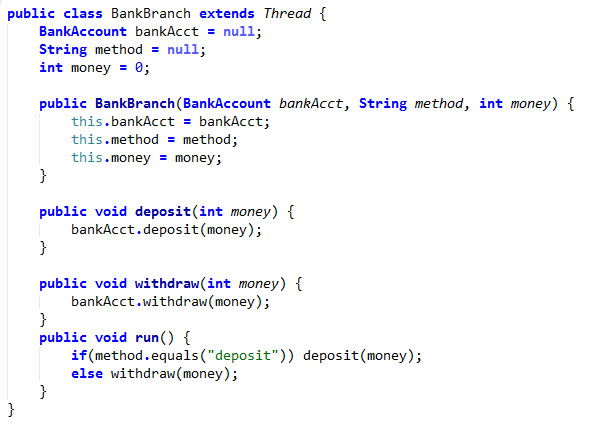 public class BankBranch extends Thread {
    BankAccount bankAcct = null;
    String method = null;
    int money = 0;

    public BankBranch(BankAccount bankAcct, String method, int money) {
        this.bankAcct = bankAcct;
        this.method = method;
        this.money = money;
    }

    public void deposit(int money) {
        bankAcct.deposit(money);
    }

    public void withdraw(int money) {
        bankAcct.withdraw(money);
    }
    public void run() {
        if(method.equals("deposit")) deposit(money);
        else withdraw(money);
    }
}